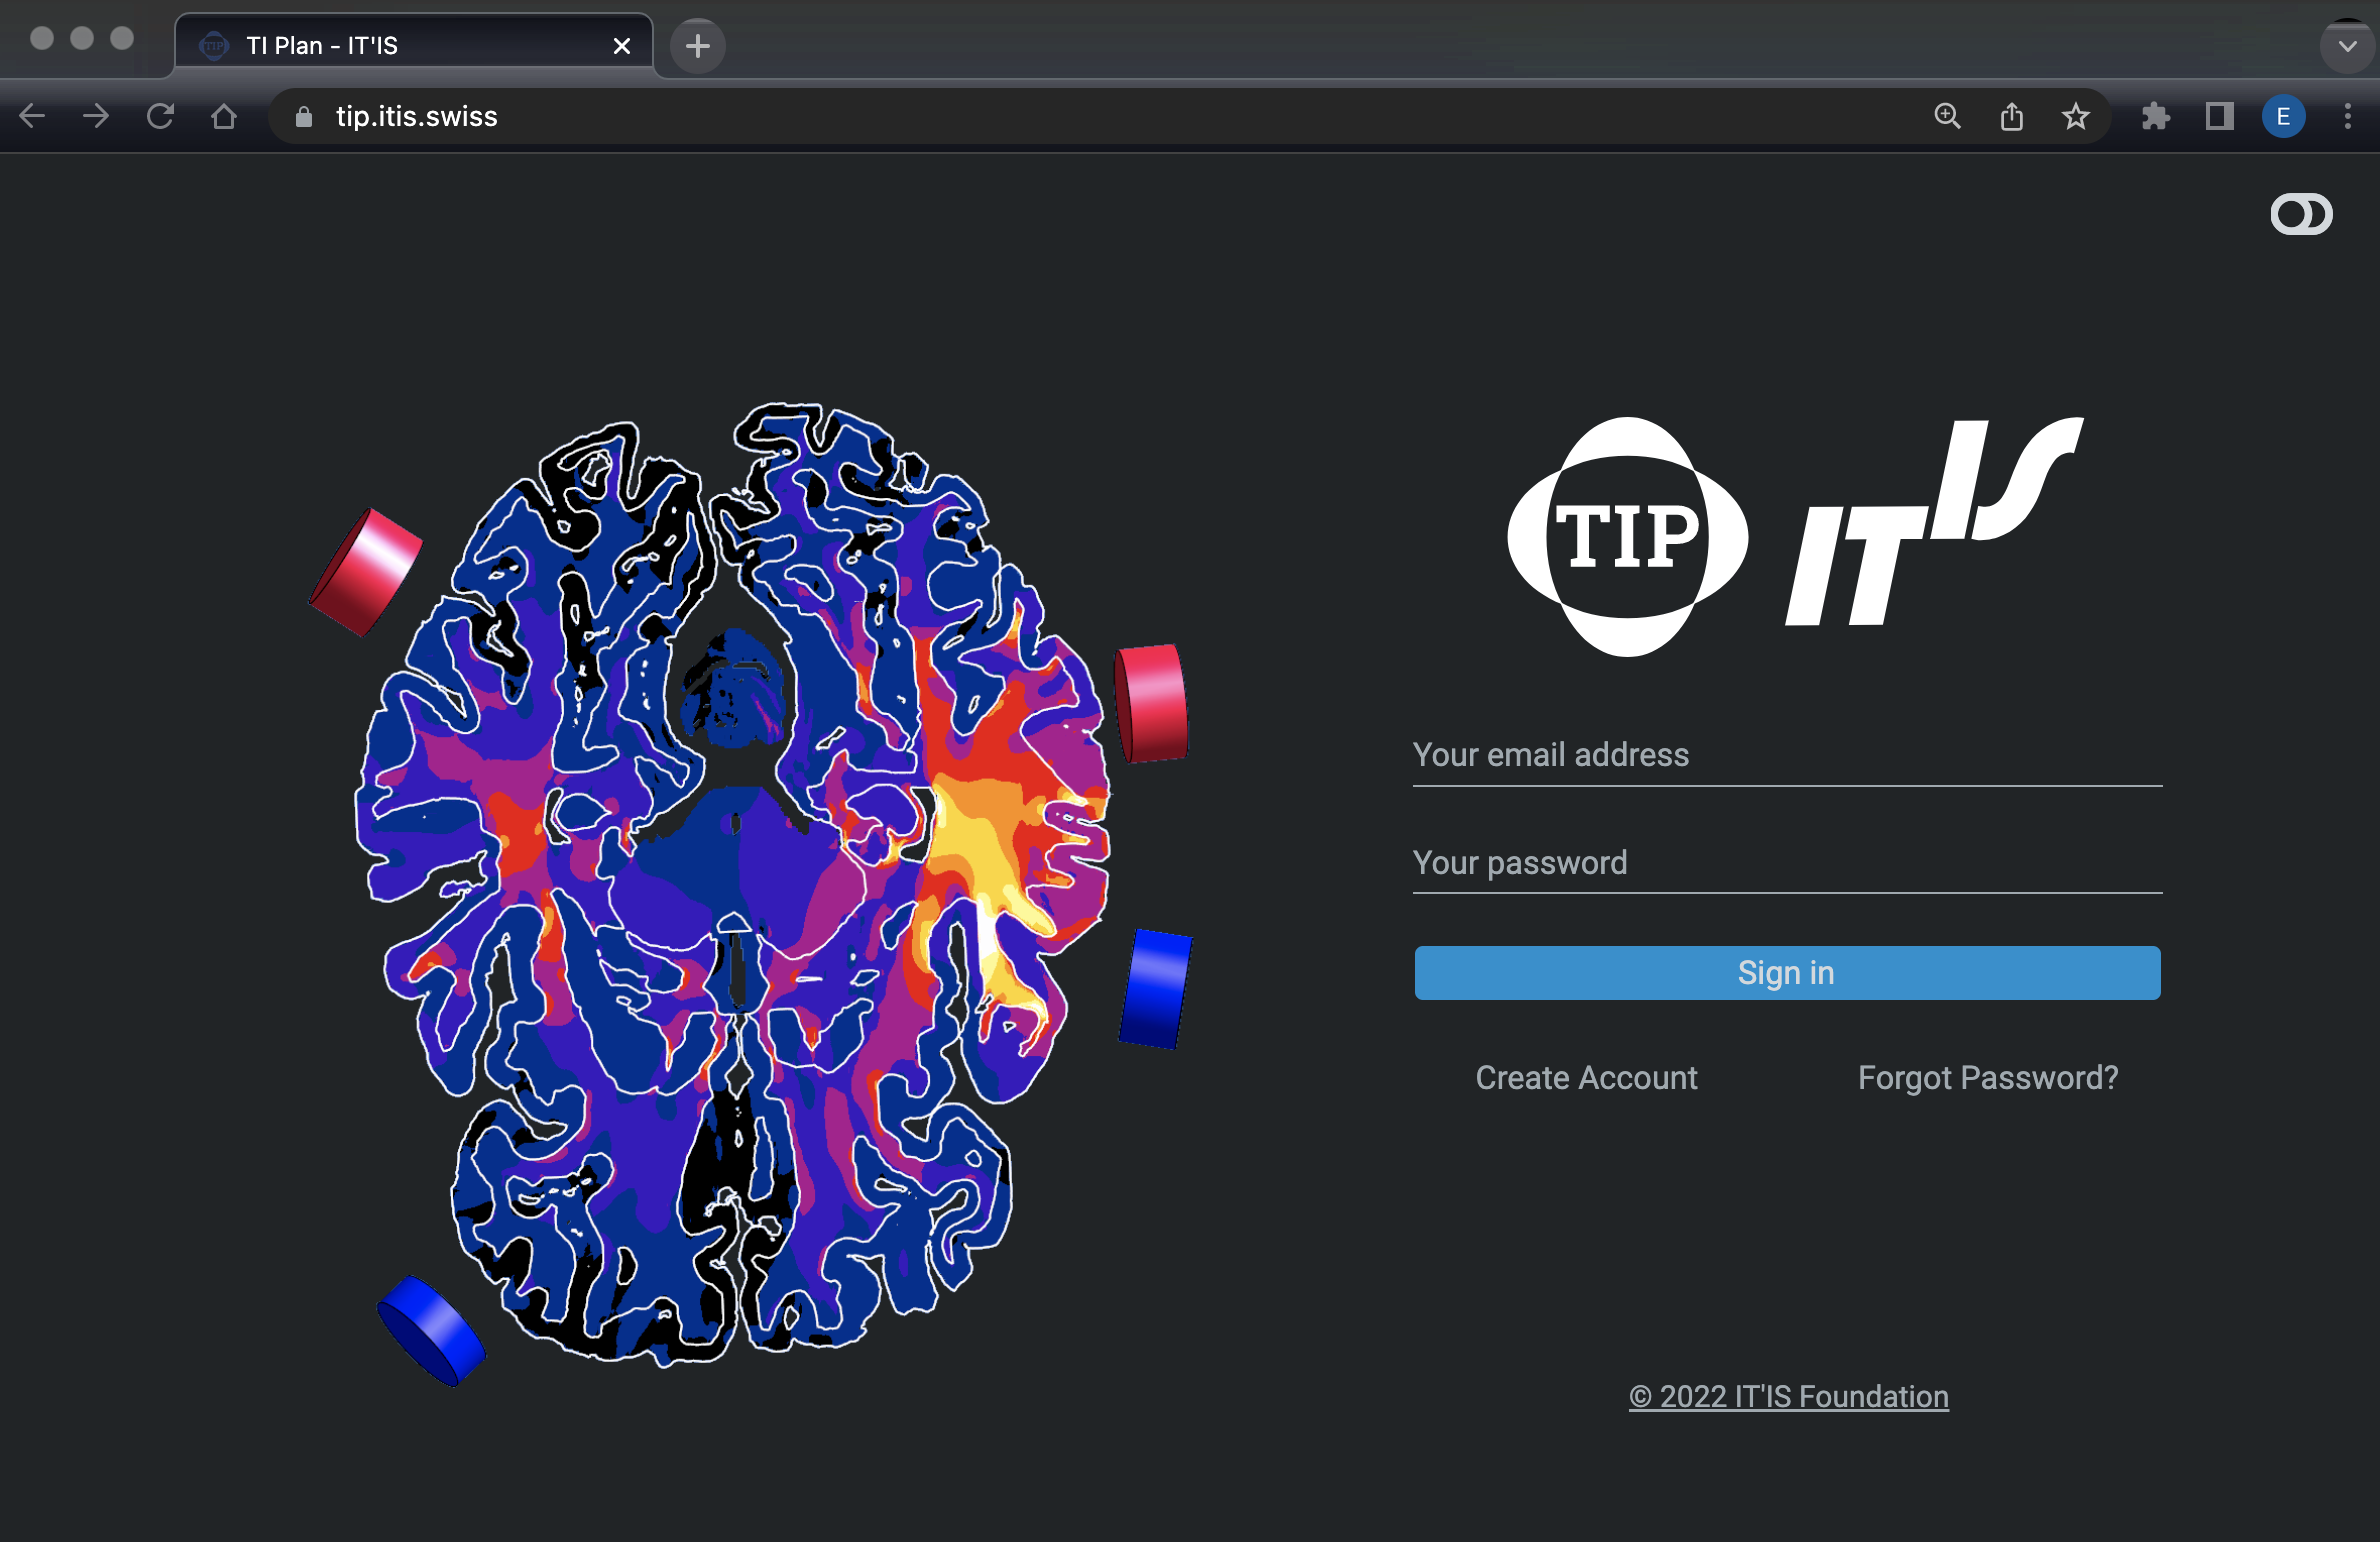 TI Plan - IT'IS
tip.itis.swiss
E
TIP
IT'IS
Your email address
Your password
Sign in
Create Account
Forgot Password?
© 2022 IT'IS Foundation